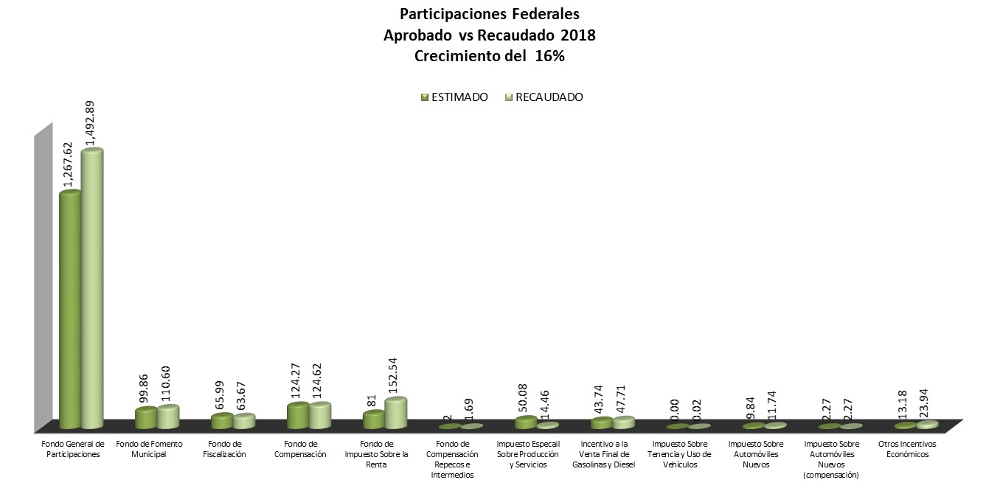 Participaciones Federales
Aprobado vs Recaudado 2018
Crecimiento del 16%
ESTIMADO RECAUDADO
1,267.62 1,492.89
99.86 110.60
65.99 63.67
124.27 124.62
81 152.54
2 1.69
50.08 14.46
43.74 47.71
0.00 0.02
9.84 11.74
2.27 2.27
13.18 23.94
Fondo General de
Participaciones
Fondo de Fomento
Municipal
Fondo de
Fiscalización
Fondo de
Compensación
Fondo de
Impuesto Sobre la
Renta
Fondo de
Compensación
Repecos e
Intermedios
Impuesto Especail
Sobre Producción
y Servicios
Incentivo a la
Venta Final de
Gasolinas y Diesel
Impuesto Sobre
Tenencia y Uso de
Vehículos
Impuesto Sobre
Automóviles
Nuevos
Impuesto Sobre
Automóviles
Nuevos
(compensación)
Otros Incentivos
Económicos